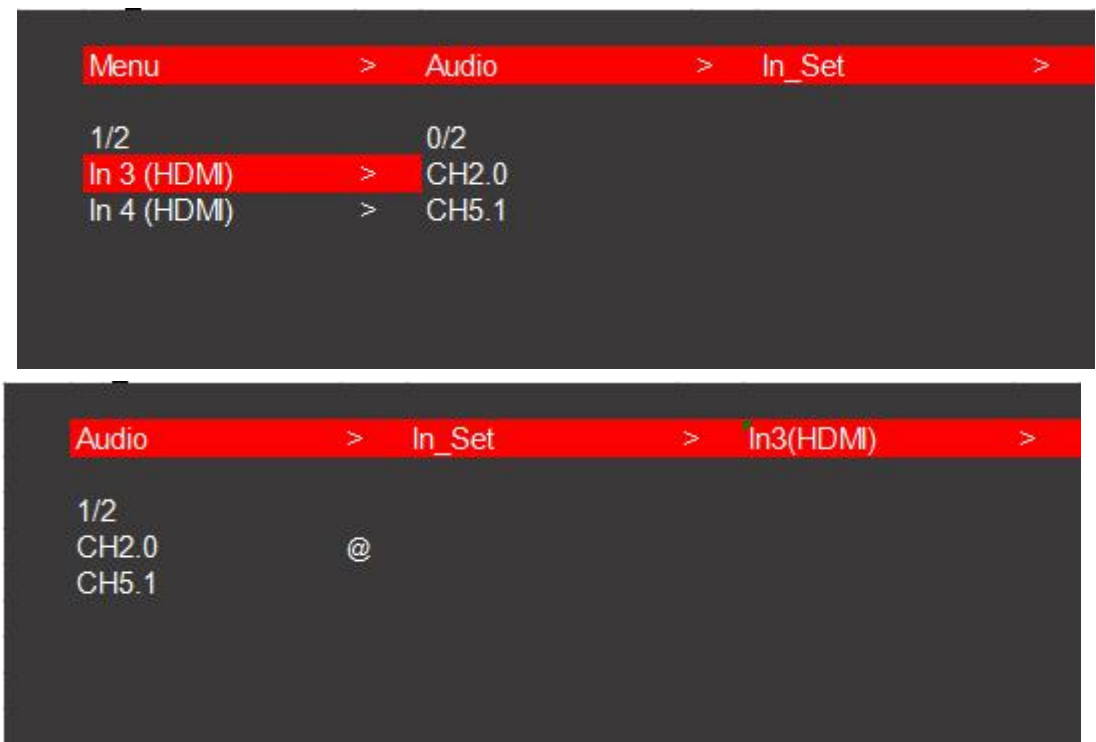 Menu > Audio > In_Set >
1/2 0/2
In 3 (HDMI) > CH2.0
In 4 (HDMI) > CH5.1
Audio > In_Set > In3(HDMI) >
1/2
CH2.0 @
CH5.1